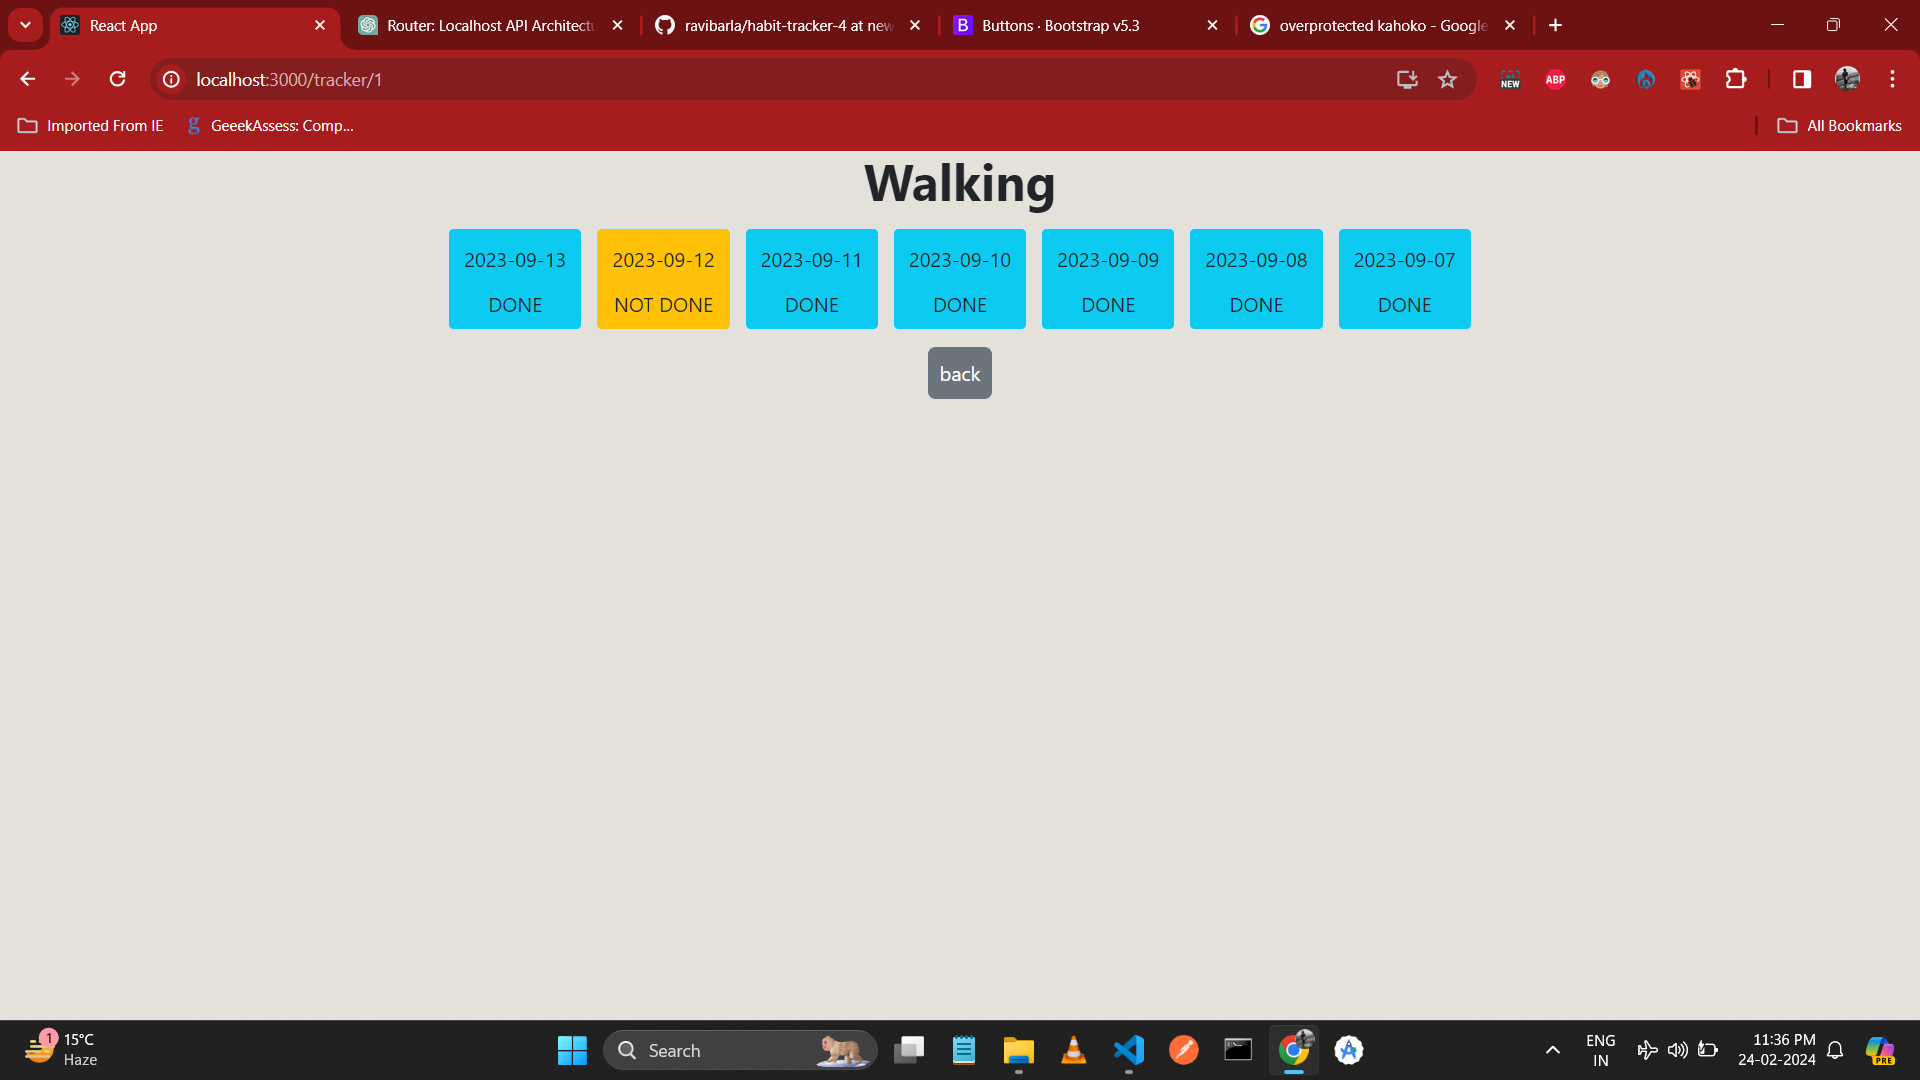 React App
Router: Localhost API Architectu
ravibarla/habit-tracker-4 at new
Buttons · Bootstrap v5.3
overprotected kahoko - Google
localhost:3000/tracker/1
NEW
ABP
Imported From IE
GeeekAssess: Comp...
All Bookmarks
Walking
2023-09-13 2023-09-12 2023-09-11 2023-09-10 2023-09-09 2023-09-08 2023-09-07
DONE NOT DONE DONE DONE DONE DONE DONE
back
1
15°C
Haze
Search
ENG
IN
11:36 PM
24-02-2024
PRE